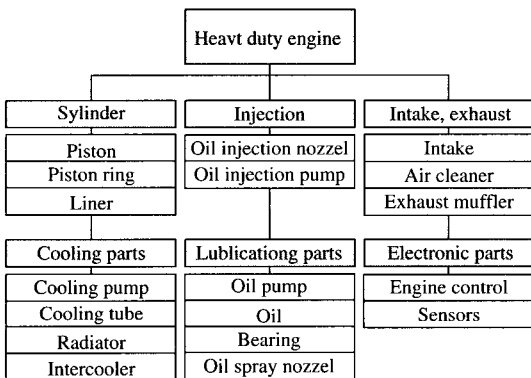 Heavt duty engine
Sylinder
Piston
Piston ring
Liner
Injection
Oil injection nozzel
Oil injection pump
Intake, exhaust
Intake
Air cleaner
Exhaust muffler
Cooling parts
Cooling pump
Cooling tube
Radiator
Intercooler
Lublicationg parts
Oil pump
Oil
Bearing
Oil spray nozzel
Electronic parts
Engine control
Sensors